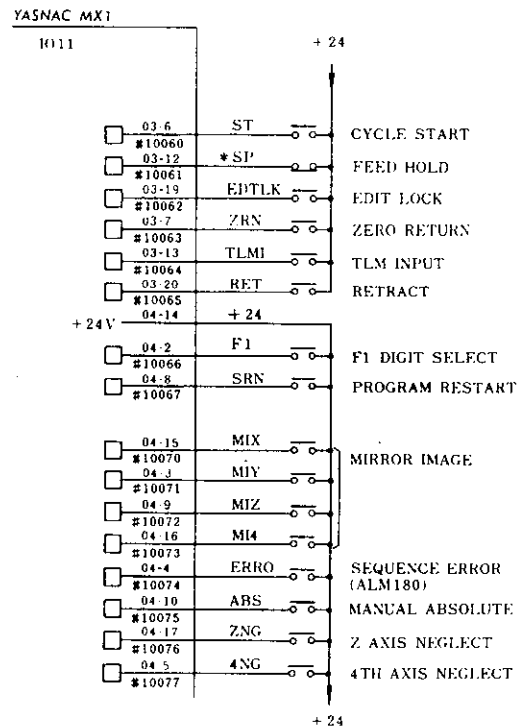 YASNAC MX1
IO11
+24
03-6 ST CYCLE START
#10060
03-12 *SP FEED HOLD
#10061
03-19 EDTLK EDIT LOCK
#10062
03-7 ZRN ZERO RETURN
#10063
03-13 TLMI TLM INPUT
#10064
03-20 RET RETRACT
#10065
+24V 04-14 +24
04-2 F1 F1 DIGIT SELECT
#10066
04-8 SRN PROGRAM RESTART
#10067
04-15 MIX MIRROR IMAGE
#10070
04-3 MIY
#10071
04-9 MIZ
#10072
04-16 MI4
#10073
04-4 ERRO SEQUENCE ERROR
#10074 (ALM180)
04-10 ABS MANUAL ABSOLUTE
#10075
04-17 ZNG Z AXIS NEGLECT
#10076
04-5 4NG 4TH AXIS NEGLECT
#10077
+24